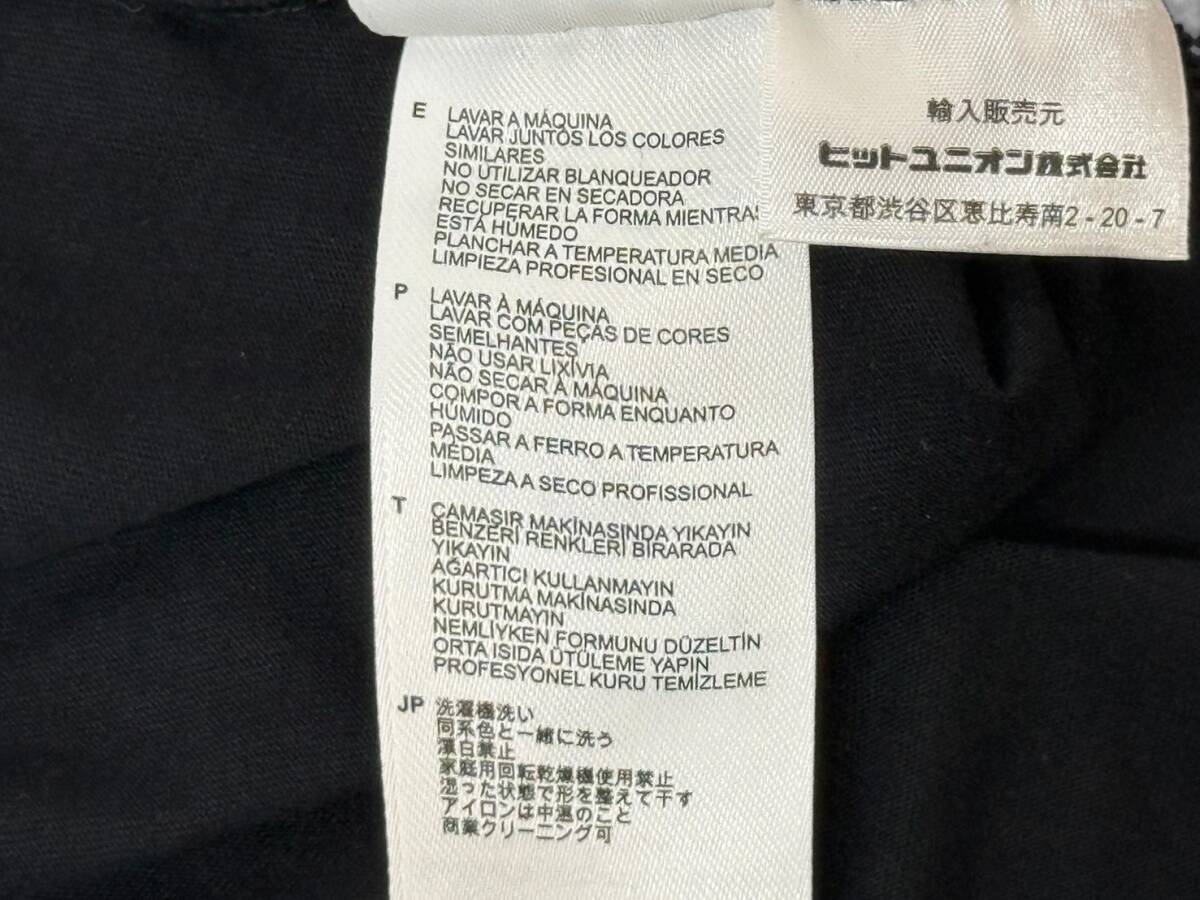 E LAVAR A MÁQUINA
LAVAR JUNTOS LOS COLORES
SIMILARES
NO UTILIZAR BLANQUEADOR
NO SECAR EN SECADORA
RECUPERAR LA FORMA MIENTRAS
ESTÁ HÚMEDO
PLANCHAR A TEMPERATURA MEDIA
LIMPIEZA PROFESIONAL EN SECO
P LAVAR À MÁQUINA
LAVAR COM PEÇAS DE CORES
SEMELHANTES
NÃO USAR LIXÍVIA
NÃO SECAR À MÁQUINA
COMPOR A FORMA ENQUANTO
HÚMIDO
PASSAR A FERRO A TEMPERATURA
MÉDIA
LIMPEZA A SECO PROFISSIONAL
T ÇAMAŞIR MAKİNASINDA YIKAYIN
BENZERİ RENKLERİ BİRARADA
YIKAYIN
AĞARTICI KULLANMAYIN
KURUTMA MAKİNASINDA
KURUTMAYIN
NEMLİYKEN FORMUNU DÜZELTİN
ORTA ISIDA ÜTÜLEME YAPIN
PROFESYONEL KURU TEMİZLEME
JP 洗濯機洗い
同系色と一緒に洗う
漂白禁止
家庭用回転乾燥機使用禁止
湿った状態で形を整えて干す
アイロンは中温のこと
商業クリーニング可
輸入販売元
ヒットユニオン株式会社
東京都渋谷区恵比寿南2-20-7